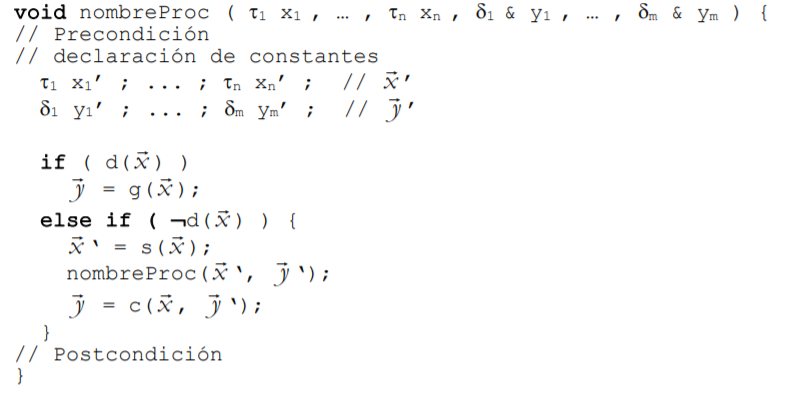 void nombreProc ( τ₁ x₁ , … , τₙ xₙ , δ₁ & y₁ , … , δₘ & yₘ ) {
// Precondición
// declaración de constantes
τ₁ x₁′ ; ... ; τₙ xₙ′ ; // x⃗′
δ₁ y₁′ ; ... ; δₘ yₘ′ ; // y⃗′
if ( d(x⃗) )
y⃗ = g(x⃗);
else if ( ¬d(x⃗) ) {
x⃗‵ = s(x⃗);
nombreProc(x⃗‵, y⃗‵);
y⃗ = c(x⃗, y⃗‵);
}
// Postcondición
}